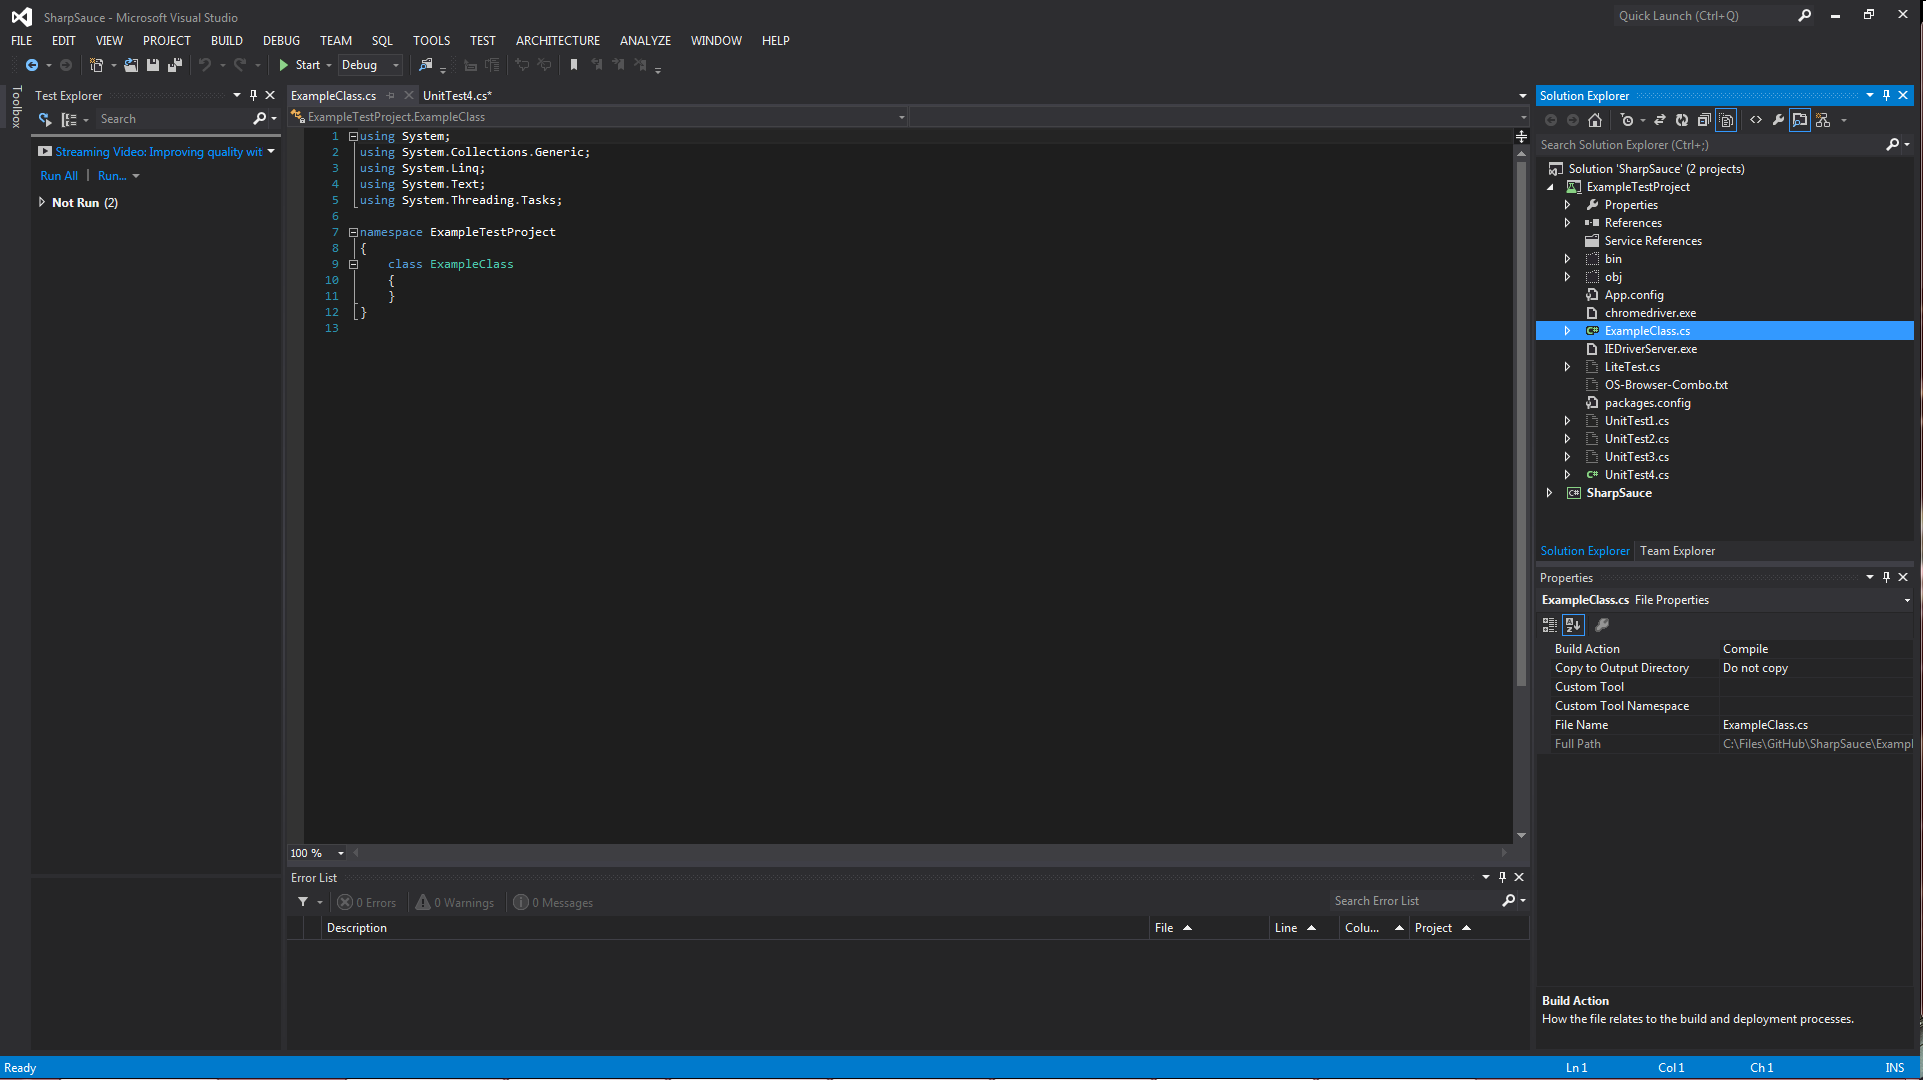 SharpSauce - Microsoft Visual Studio
Quick Launch (Ctrl+Q)
FILE EDIT VIEW PROJECT BUILD DEBUG TEAM SQL TOOLS TEST ARCHITECTURE ANALYZE WINDOW HELP
Start Debug
Toolbox
Test Explorer
Search
Streaming Video: Improving quality wit
Run All | Run...
Not Run (2)
ExampleClass.cs UnitTest4.cs*
ExampleTestProject.ExampleClass
1 using System;
2 using System.Collections.Generic;
3 using System.Linq;
4 using System.Text;
5 using System.Threading.Tasks;
6
7 namespace ExampleTestProject
8 {
9 class ExampleClass
10 {
11 }
12 }
13
100 %
Error List
0 Errors 0 Warnings 0 Messages
Search Error List
Description File Line Colu... Project
Solution Explorer
Search Solution Explorer (Ctrl+;)
Solution 'SharpSauce' (2 projects)
ExampleTestProject
Properties
References
Service References
bin
obj
App.config
chromedriver.exe
C# ExampleClass.cs
IEDriverServer.exe
LiteTest.cs
OS-Browser-Combo.txt
packages.config
UnitTest1.cs
UnitTest2.cs
UnitTest3.cs
C# UnitTest4.cs
C# SharpSauce
Solution Explorer Team Explorer
Properties
ExampleClass.cs File Properties
Build Action Compile
Copy to Output Directory Do not copy
Custom Tool
Custom Tool Namespace
File Name ExampleClass.cs
Full Path C:\Files\GitHub\SharpSauce\Exampl
Build Action
How the file relates to the build and deployment processes.
Ready Ln 1 Col 1 Ch 1 INS